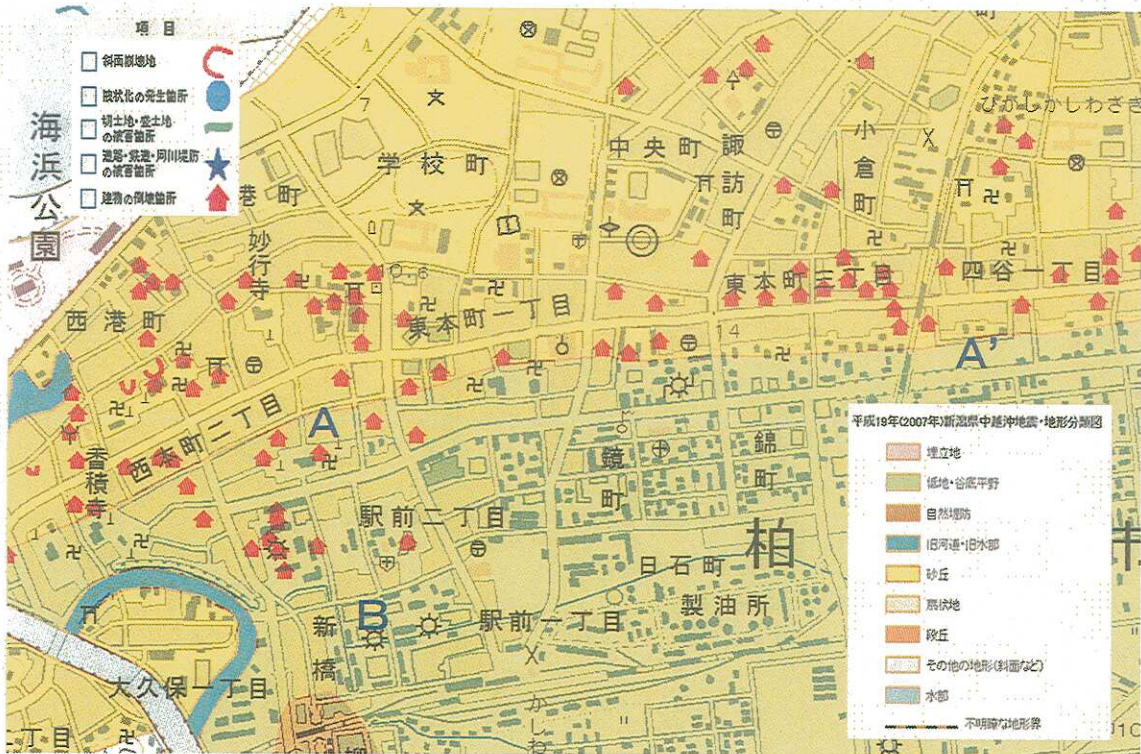 項目
斜面崩壊地
液状化の発生箇所
切土地・盛土地
の被害箇所
道路・鉄道・河川堤防
の被害箇所
建物の倒壊箇所
海浜公園
港町
学校町
中央町
諏訪町
小倉町
ひがしかしわざき
7
妙行寺
西港町
東本町一丁目
東本町三丁目
四谷一丁目
14
西本町二丁目
A
A'
香積寺
鏡町
錦町
駅前二丁目
柏
市
日石町
製油所
B
新橋
駅前一丁目
大久保一丁目
二丁目
かしわ
平成19年(2007年)新潟県中越沖地震・地形分類図
埋立地
低地・谷底平野
自然堤防
旧河道・旧水部
砂丘
段丘
その他の地形(斜面など)
水部
不明瞭な地形界